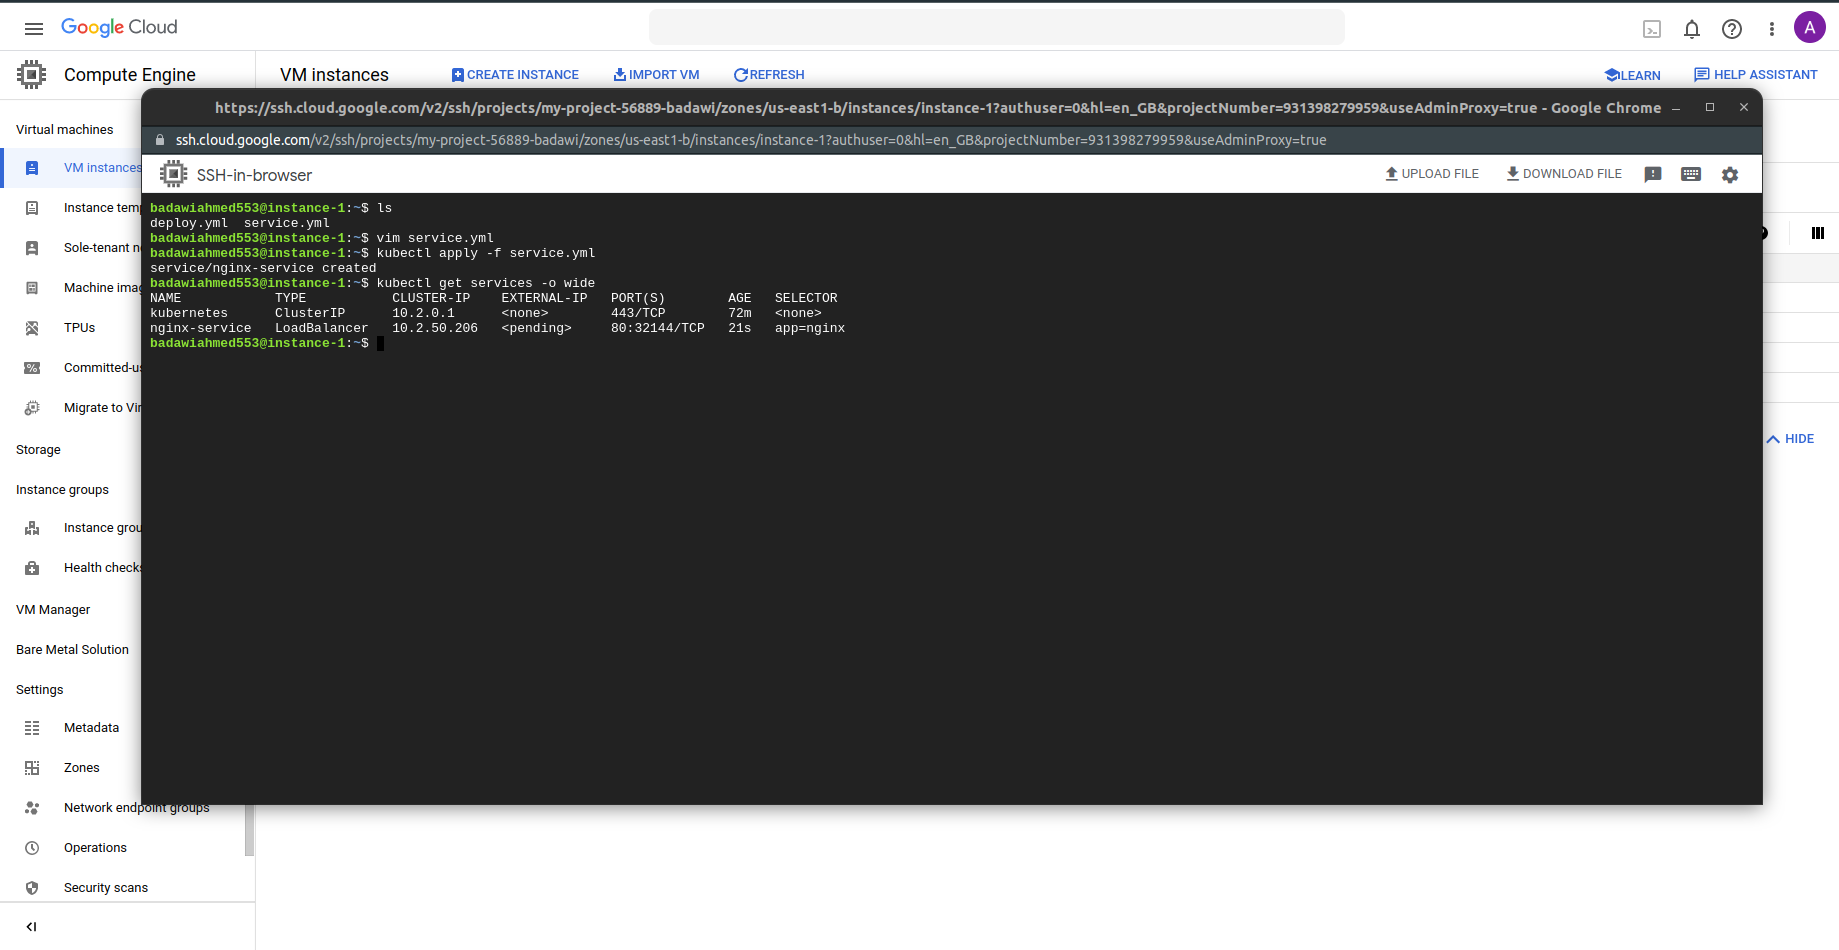 Google Cloud
A
Compute Engine
VM instances
CREATE INSTANCE
IMPORT VM
REFRESH
LEARN
HELP ASSISTANT
https://ssh.cloud.google.com/v2/ssh/projects/my-project-56889-badawi/zones/us-east1-b/instances/instance-1?authuser=0&hl=en_GB&projectNumber=931398279959&useAdminProxy=true - Google Chrome
ssh.cloud.google.com/v2/ssh/projects/my-project-56889-badawi/zones/us-east1-b/instances/instance-1?authuser=0&hl=en_GB&projectNumber=931398279959&useAdminProxy=true
SSH-in-browser
UPLOAD FILE
DOWNLOAD FILE
badawiahmed553@instance-1:~$ ls
deploy.yml  service.yml
badawiahmed553@instance-1:~$ vim service.yml
badawiahmed553@instance-1:~$ kubectl apply -f service.yml
service/nginx-service created
badawiahmed553@instance-1:~$ kubectl get services -o wide
NAME            TYPE           CLUSTER-IP    EXTERNAL-IP   PORT(S)        AGE   SELECTOR
kubernetes      ClusterIP      10.2.0.1      <none>        443/TCP        72m   <none>
nginx-service   LoadBalancer   10.2.50.206   <pending>     80:32144/TCP   21s   app=nginx
badawiahmed553@instance-1:~$
Virtual machines
VM instances
Instance tem
Sole-tenant n
Machine imag
TPUs
Committed-us
Migrate to Vir
Storage
Instance groups
Instance grou
Health checks
VM Manager
Bare Metal Solution
Settings
Metadata
Zones
Network endpoint groups
Operations
Security scans
HIDE